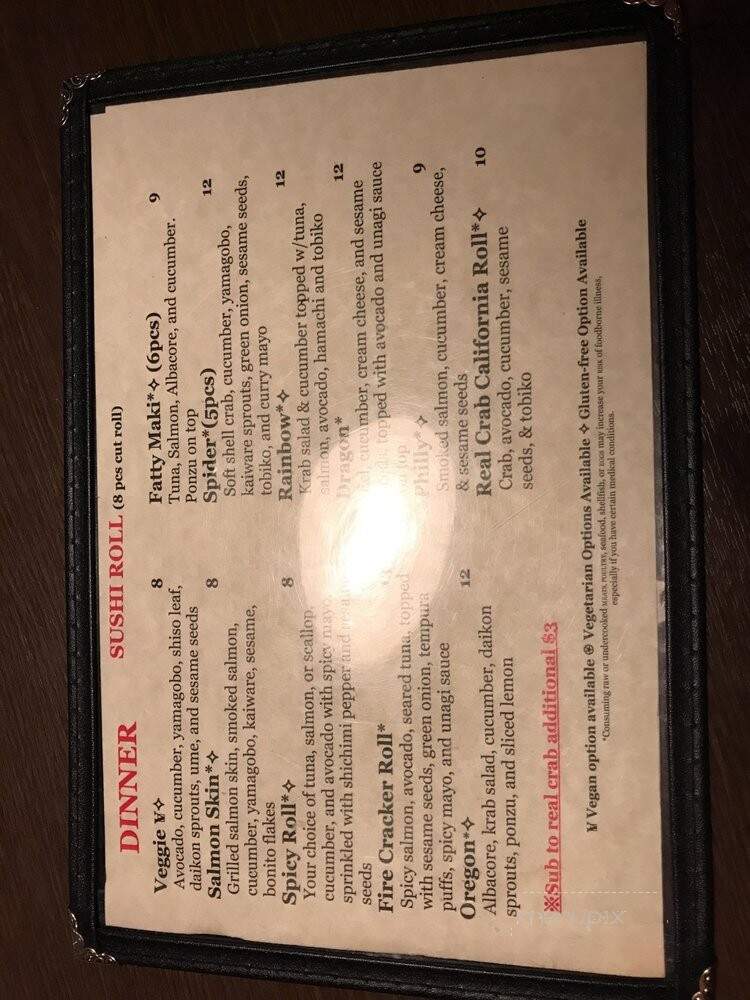 DINNER SUSHI ROLL (8 pcs cut roll)
Veggie V✧ 8
Avocado, cucumber, yamagobo, shiso leaf,
daikon sprouts, ume, and sesame seeds
Salmon Skin*✧ 8
Grilled salmon skin, smoked salmon,
cucumber, yamagobo, kaiware, sesame,
bonito flakes
Spicy Roll*✧ 8
Your choice of tuna, salmon, or scallop,
cucumber, and avocado with spicy mayo
sprinkled with shichimi pepper and
seeds
Fire Cracker Roll*
Spicy salmon, avocado, seared tuna, topped
with sesame seeds, green onion, tempura
puffs, spicy mayo, and unagi sauce
Oregon*✧ 12
Albacore, krab salad, cucumber, daikon
sprouts, ponzu, and sliced lemon
※Sub to real crab additional $3
Fatty Maki*✧ (6pcs) 9
Tuna, Salmon, Albacore, and cucumber.
Ponzu on top
Spider*(5pcs) 12
Soft shell crab, cucumber, yamagobo,
kaiware sprouts, green onion, sesame seeds,
tobiko, and curry mayo
Rainbow*✧ 12
Krab salad & cucumber topped w/tuna,
salmon, avocado, hamachi and tobiko
Dragon* 12
cucumber, cream cheese, and sesame
topped with avocado and unagi sauce
Philly*✧ 9
Smoked salmon, cucumber, cream cheese,
& sesame seeds
Real Crab California Roll*✧ 10
Crab, avocado, cucumber, sesame
seeds, & tobiko
V Vegan option available ⊛ Vegetarian Options Available ✧ Gluten-free Option Available
*Consuming raw or undercooked MEATS, POULTRY, seafood, shellfish, or EGGS may increase your RISK of foodborne illness,
especially if you have certain medical conditions.